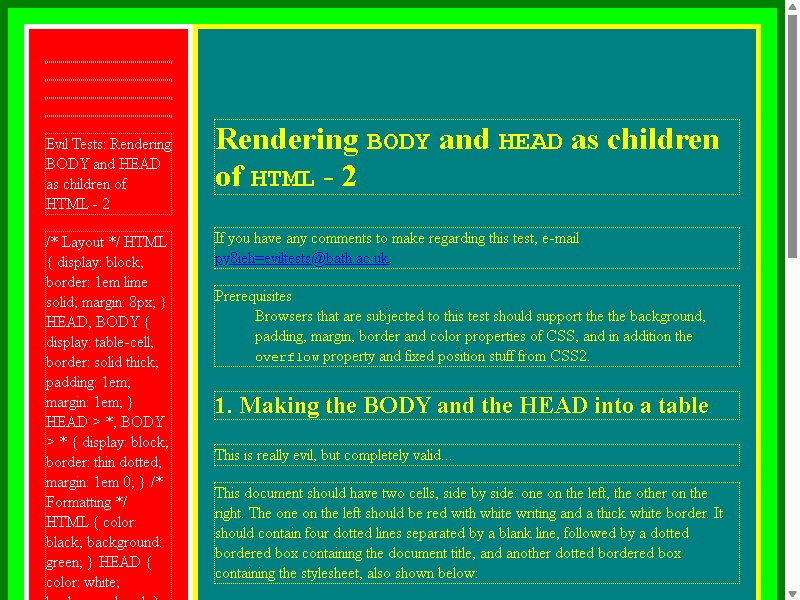 Evil Tests: Rendering
BODY and HEAD
as children of
HTML - 2
/* Layout */ HTML
{ display: block;
border: 1em lime
solid; margin: 8px; }
HEAD, BODY {
display: table-cell;
border: solid thick;
padding: 1em;
margin: 1em; }
HEAD > *, BODY
> * { display: block;
border: thin dotted;
margin: 1em 0; } /*
Formatting */
HTML { color:
black; background:
green; } HEAD {
color: white;
Rendering BODY and HEAD as children
of HTML - 2
If you have any comments to make regarding this test, e-mail
py8ieh=eviltests@bath.ac.uk.
Prerequisites
Browsers that are subjected to this test should support the the background,
padding, margin, border and color properties of CSS, and in addition the
overflow property and fixed position stuff from CSS2.
1. Making the BODY and the HEAD into a table
This is really evil, but completely valid...
This document should have two cells, side by side: one on the left, the other on the
right. The one on the left should be red with white writing and a thick white border. It
should contain four dotted lines separated by a blank line, followed by a dotted
bordered box containing the document title, and another dotted bordered box
containing the stylesheet, also shown below: